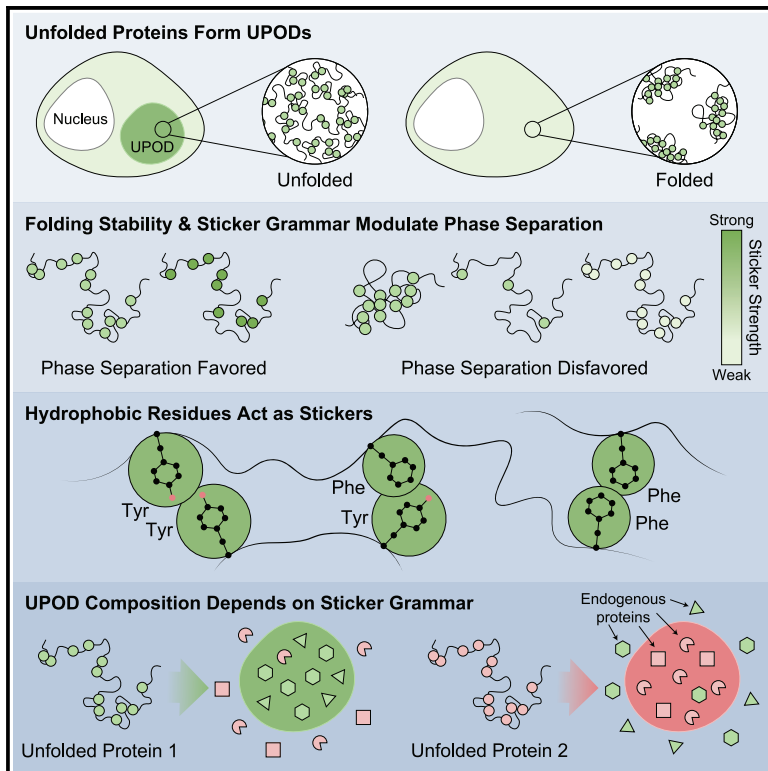 Unfolded Proteins Form UPODs
Nucleus
UPOD
Unfolded
Folded
Folding Stability & Sticker Grammar Modulate Phase Separation
Strong
Sticker Strength
Weak
Phase Separation Favored
Phase Separation Disfavored
Hydrophobic Residues Act as Stickers
Tyr
Tyr
Phe
Tyr
Phe
Phe
UPOD Composition Depends on Sticker Grammar
Endogenous
proteins
Unfolded Protein 1
Unfolded Protein 2